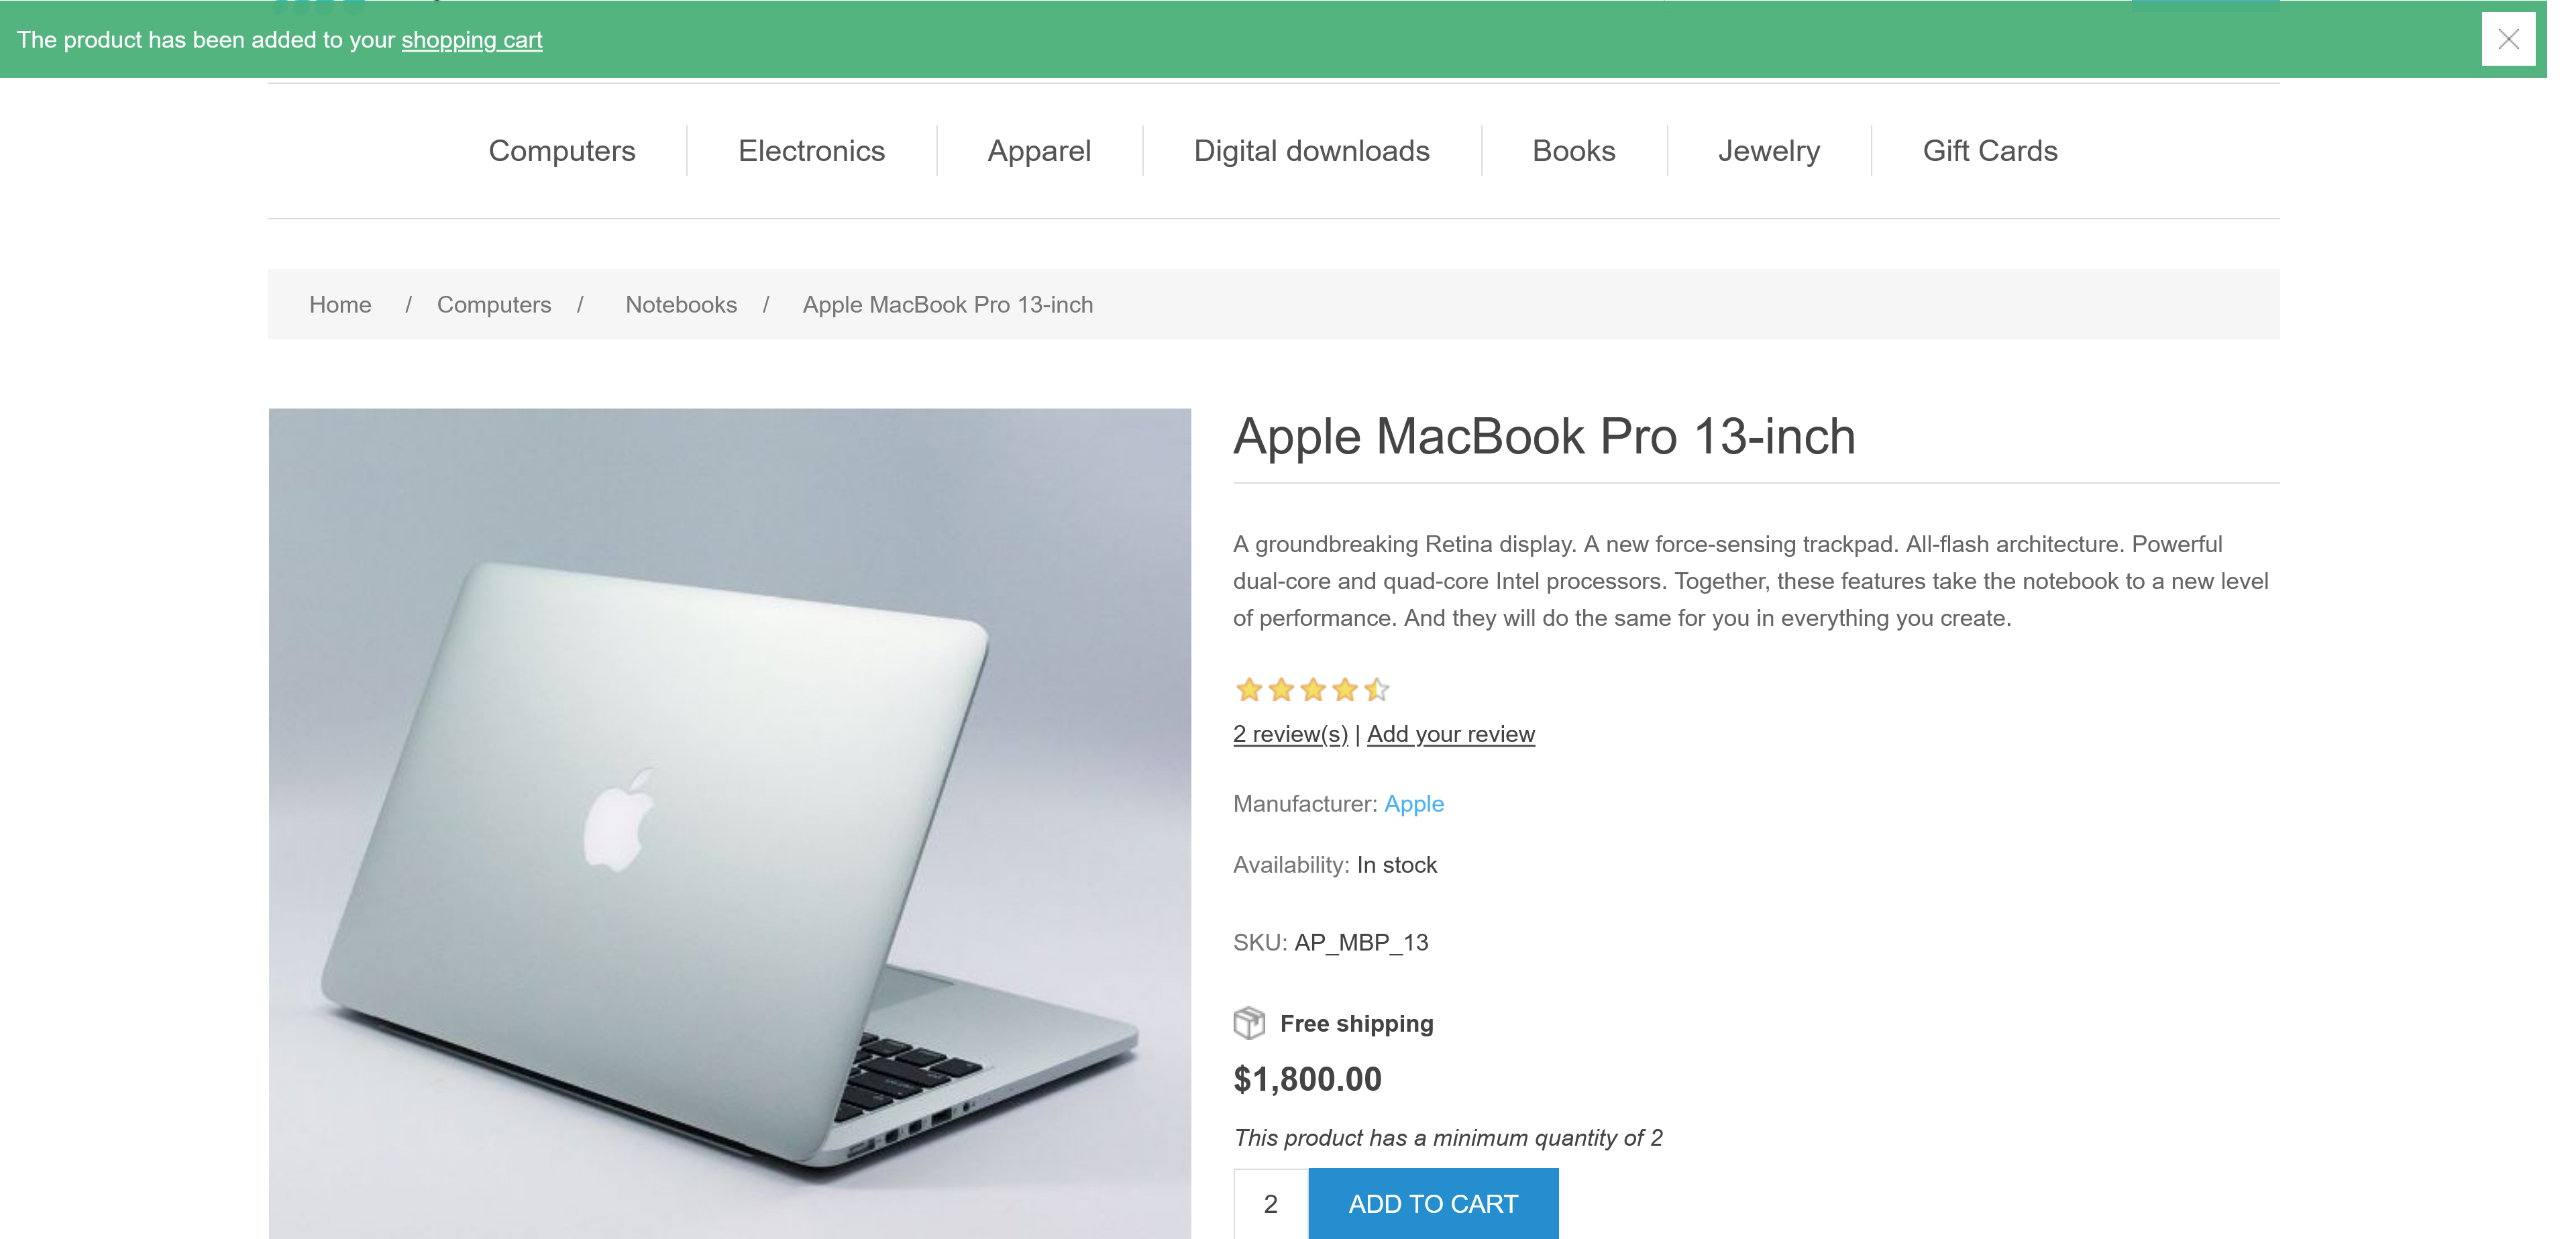 The product has been added to your shopping cart
Computers
Electronics
Apparel
Digital downloads
Books
Jewelry
Gift Cards
Home / Computers / Notebooks / Apple MacBook Pro 13-inch
Apple MacBook Pro 13-inch
A groundbreaking Retina display. A new force-sensing trackpad. All-flash architecture. Powerful
dual-core and quad-core Intel processors. Together, these features take the notebook to a new level
of performance. And they will do the same for you in everything you create.
2 review(s) | Add your review
Manufacturer: Apple
Availability: In stock
SKU: AP_MBP_13
Free shipping
$1,800.00
This product has a minimum quantity of 2
2 ADD TO CART